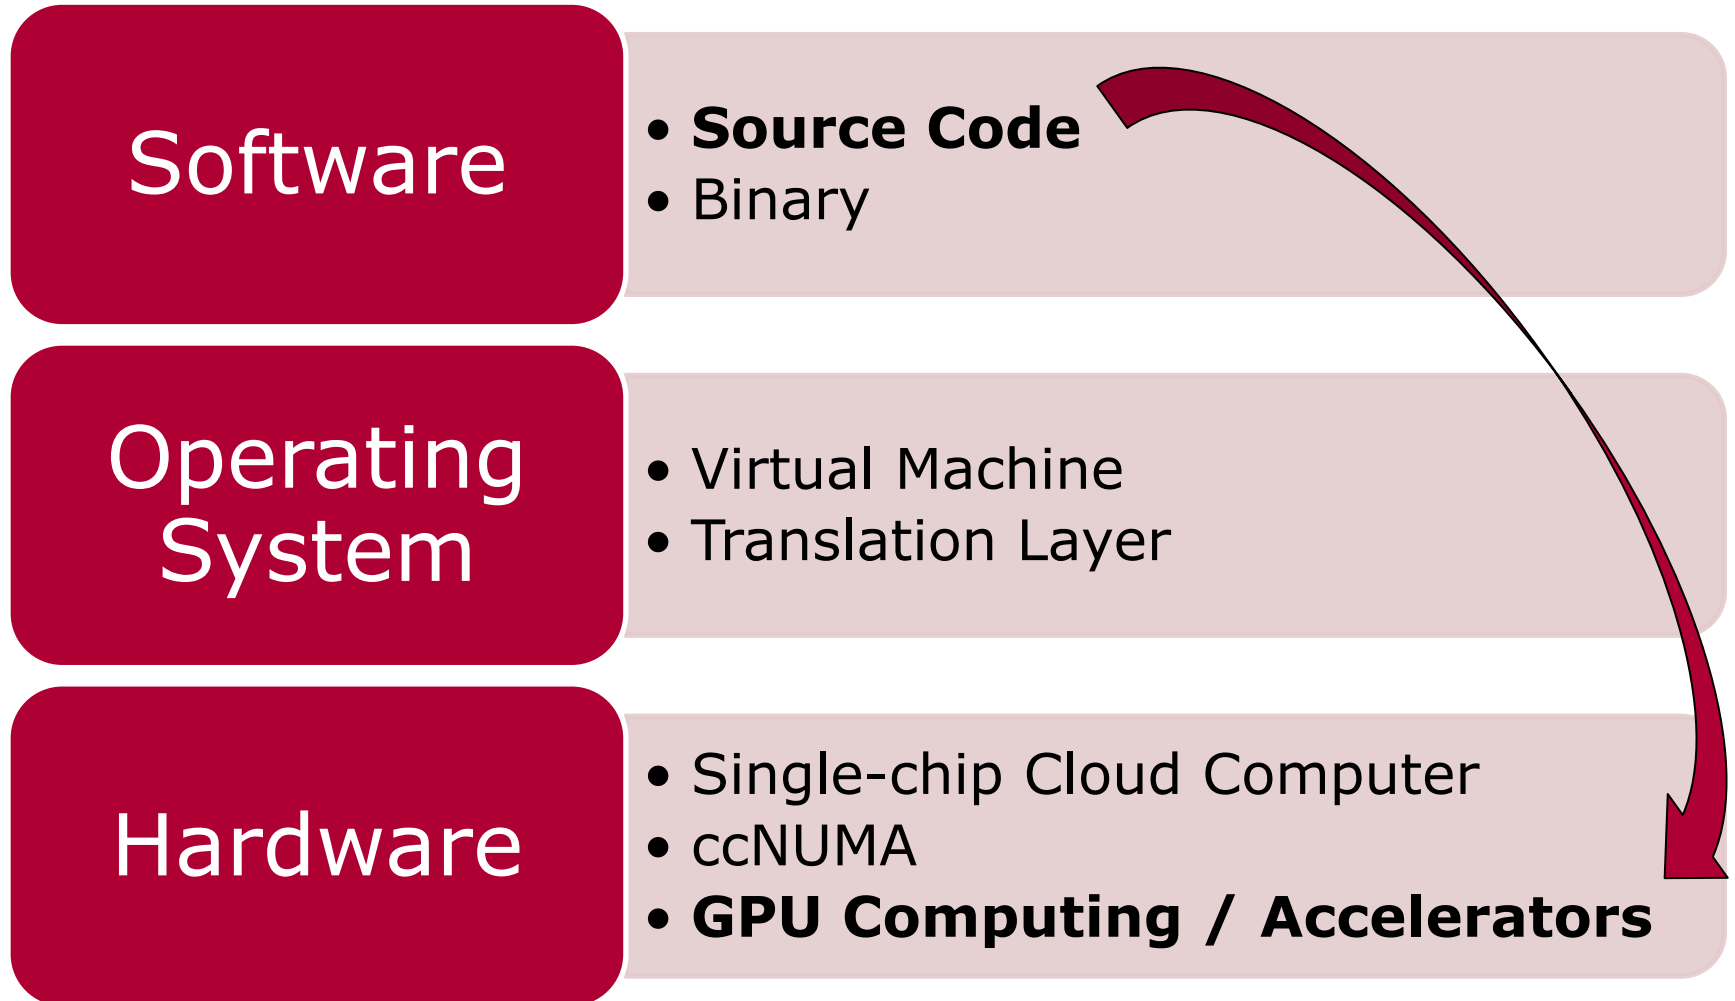 Software
• Source Code
• Binary
Operating
System
• Virtual Machine
• Translation Layer
Hardware
• Single-chip Cloud Computer
• ccNUMA
• GPU Computing / Accelerators